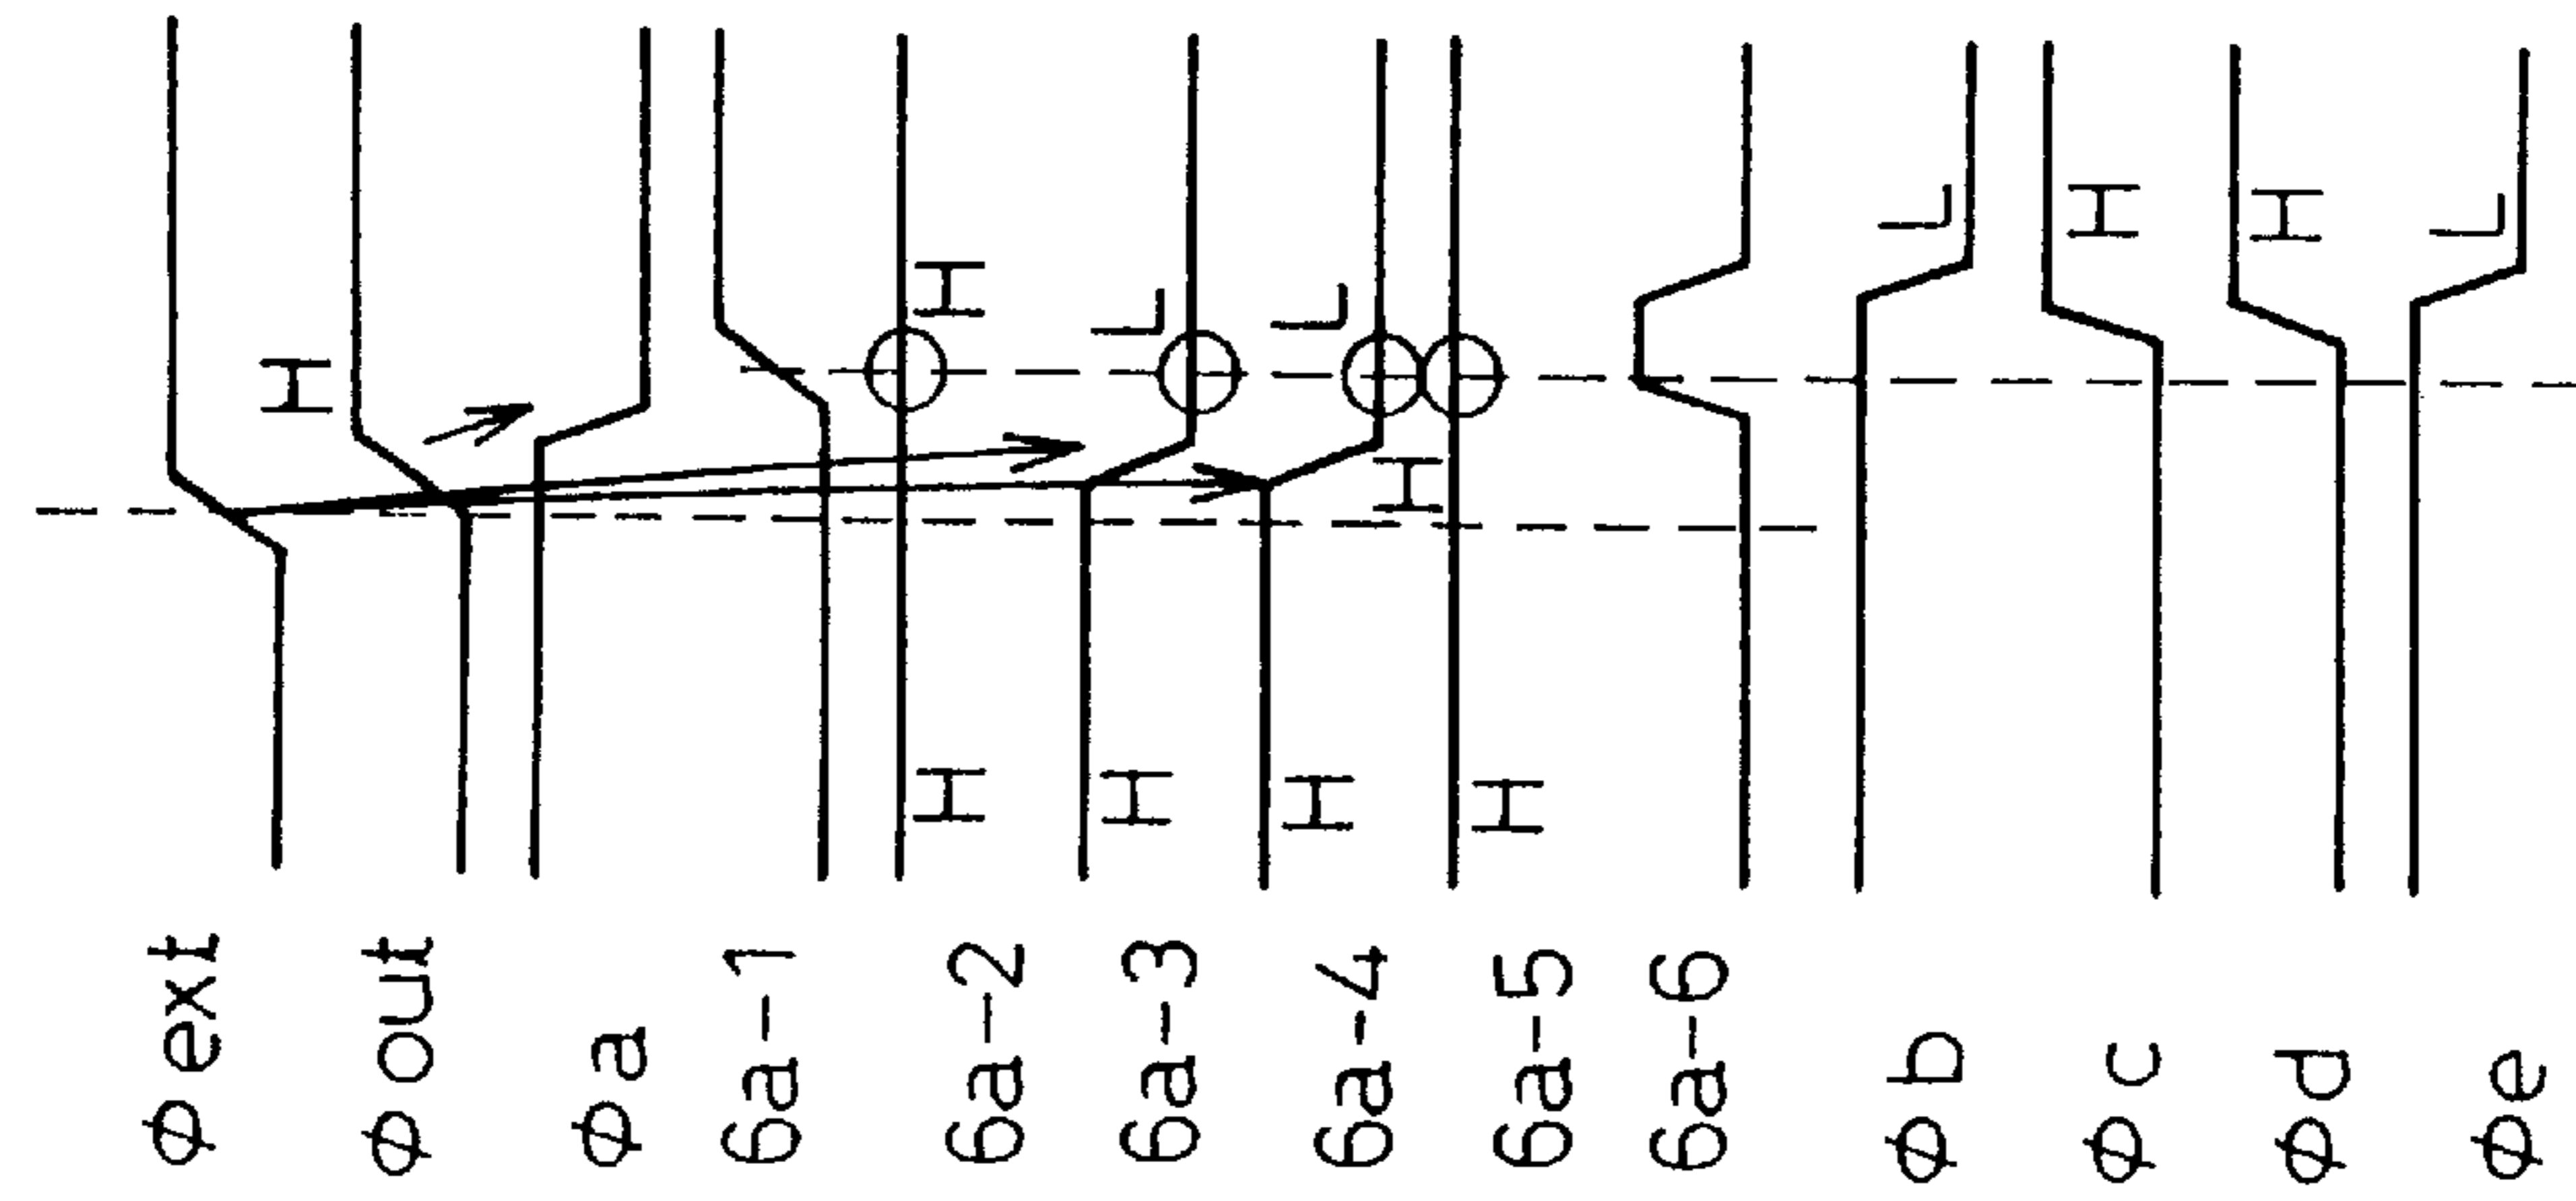 φext
φout H
φa
6a-1
6a-2 H H
6a-3 H L
6a-4 H L
6a-5 H H
6a-6
φb L
φc H
φd H
φe L